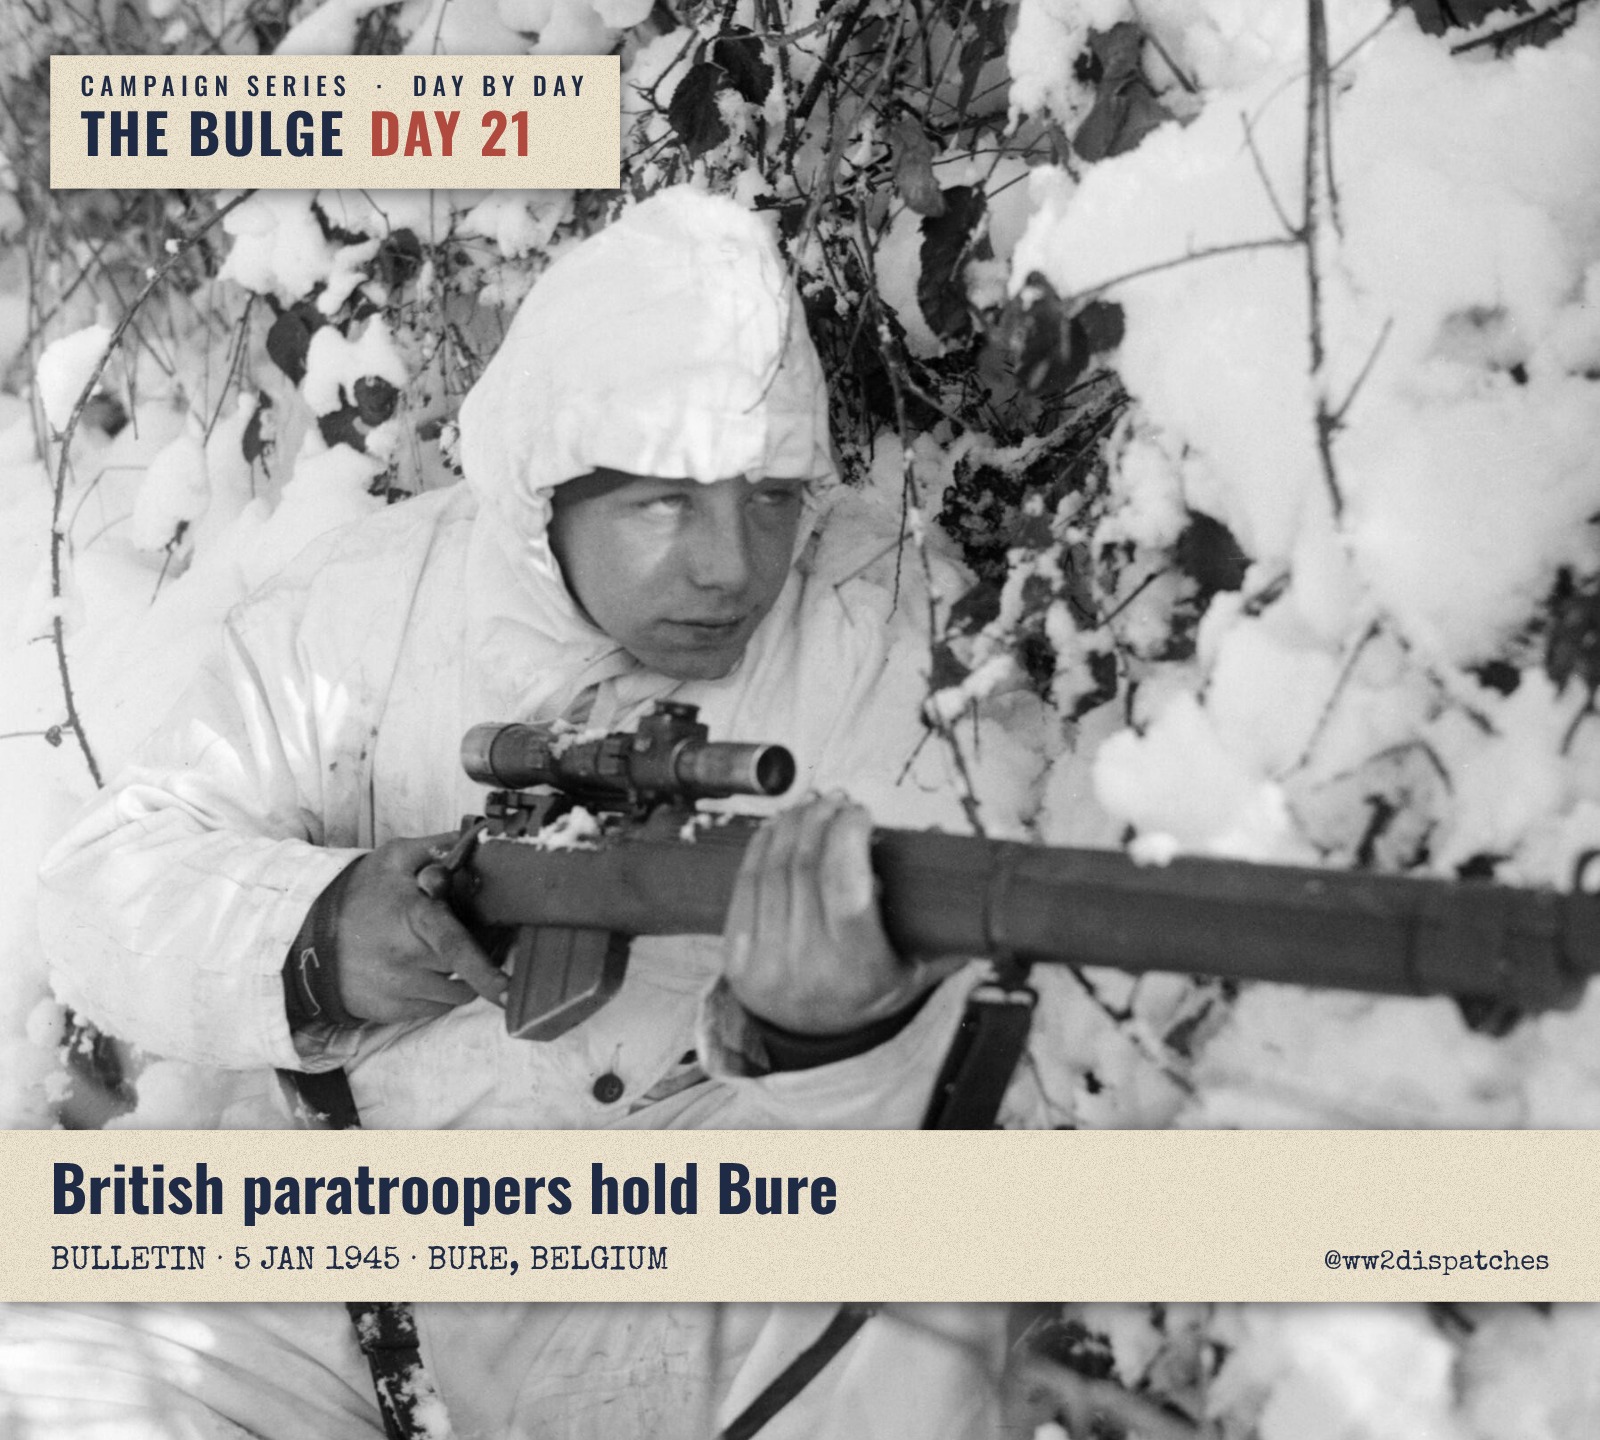 CAMPAIGN SERIES · DAY BY DAY
THE BULGE DAY 21
British paratroopers hold Bure
BULLETIN · 5 JAN 1945 · BURE, BELGIUM
@ww2dispatches